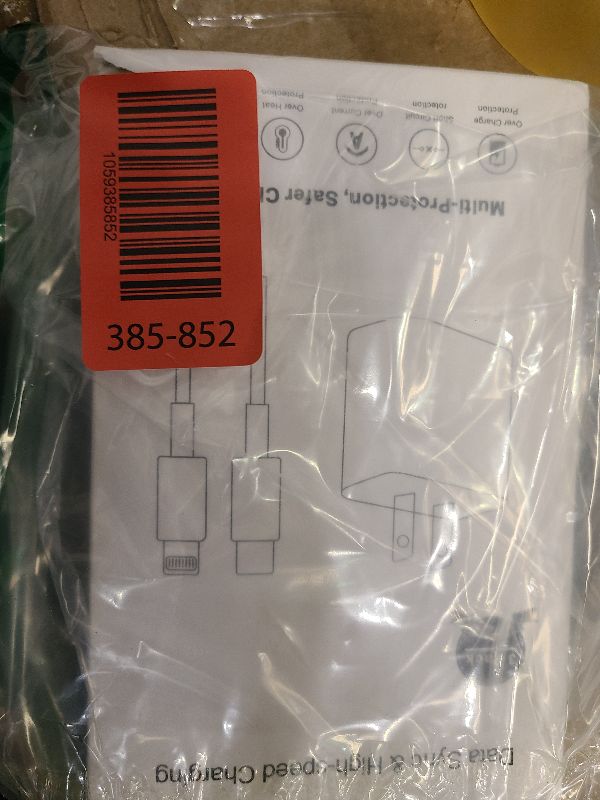 1059385852
385-852
Data Sync & High-speed Charging
Multi-Protection, Safer
Over Charge
Protection
Short Circuit
rotection
Over Current
Protection
Over Heat
Protection